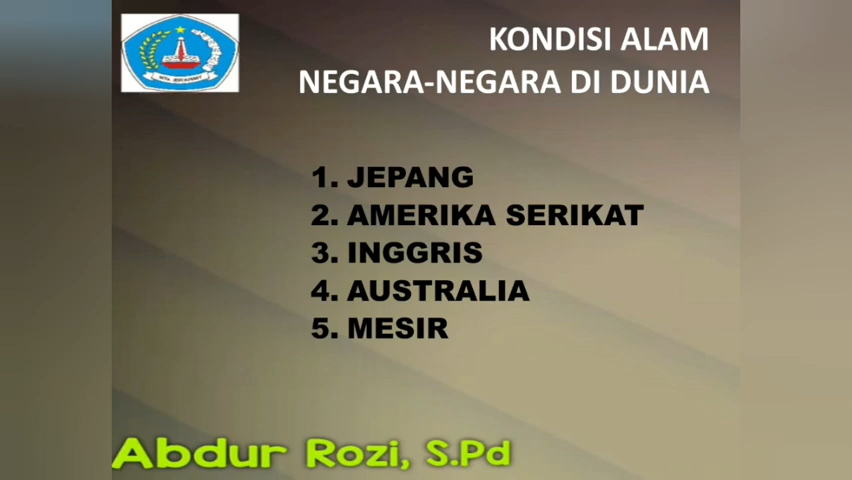 KONDISI ALAM
NEGARA-NEGARA DI DUNIA
1. JEPANG
2. AMERIKA SERIKAT
3. INGGRIS
4. AUSTRALIA
5. MESIR
Abdur Rozi, S.Pd